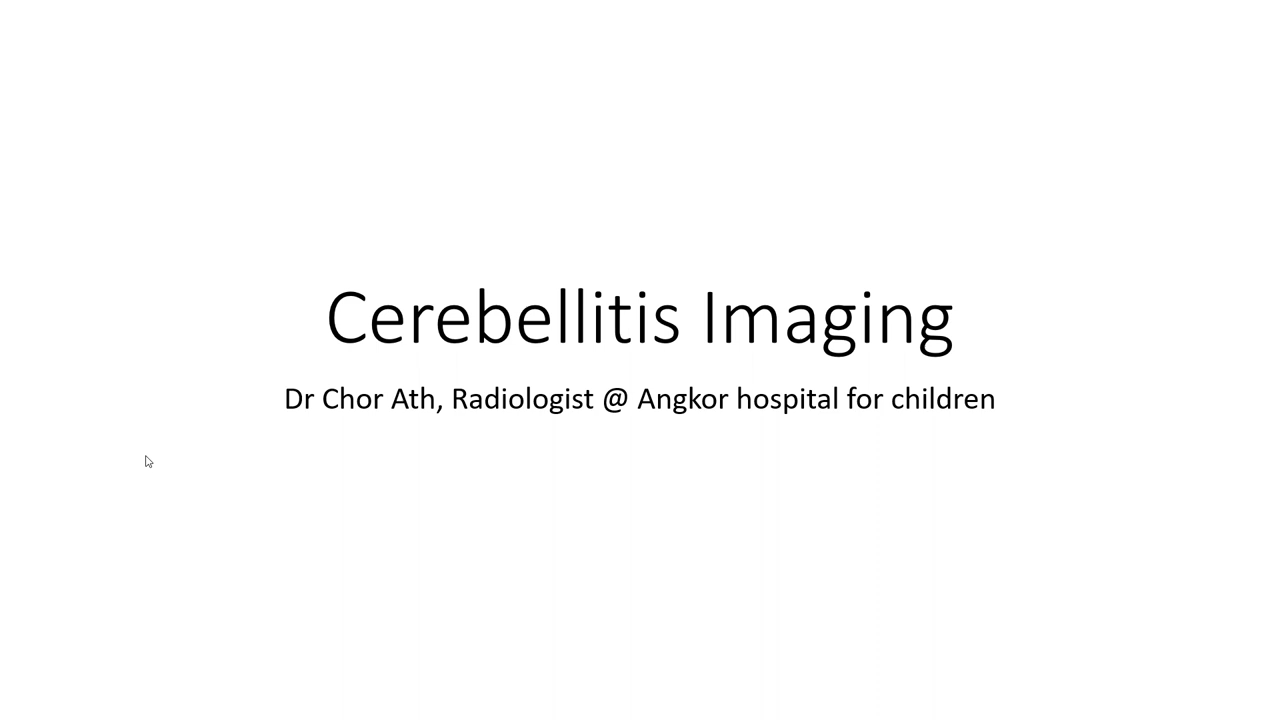 Cerebellitis Imaging
Dr Chor Ath, Radiologist @ Angkor hospital for children